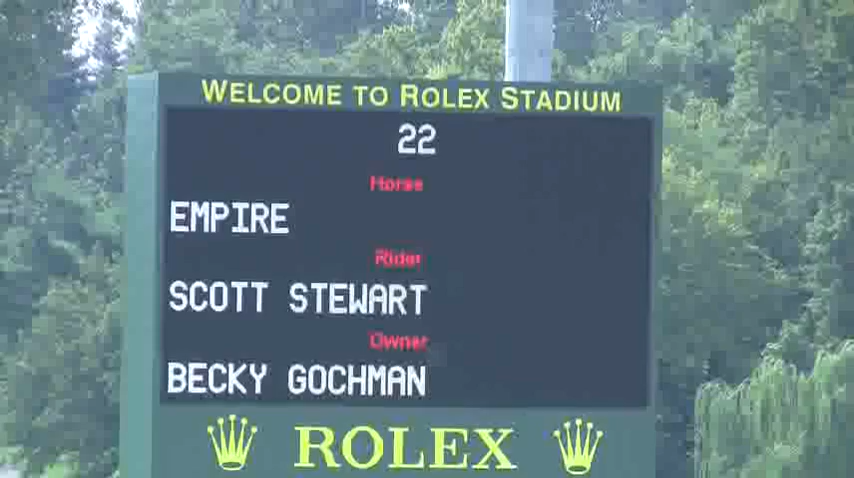 WELCOME TO ROLEX STADIUM
22
Horse
EMPIRE
Rider
SCOTT STEWART
Owner
BECKY GOCHMAN
ROLEX